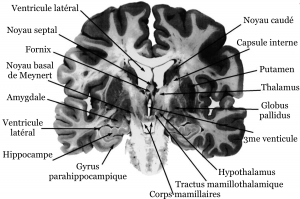 Ventricule latéral
Noyau septal
Fornix
Noyau basal
de Meynert
Amygdale
Ventricule
latéral
Hippocampe
Gyrus
parahippocampique
Corps mamillaires
Tractus mamillothalamique
Hypothalamus
3me venticule
Globus
pallidus
Thalamus
Putamen
Capsule interne
Noyau caudé